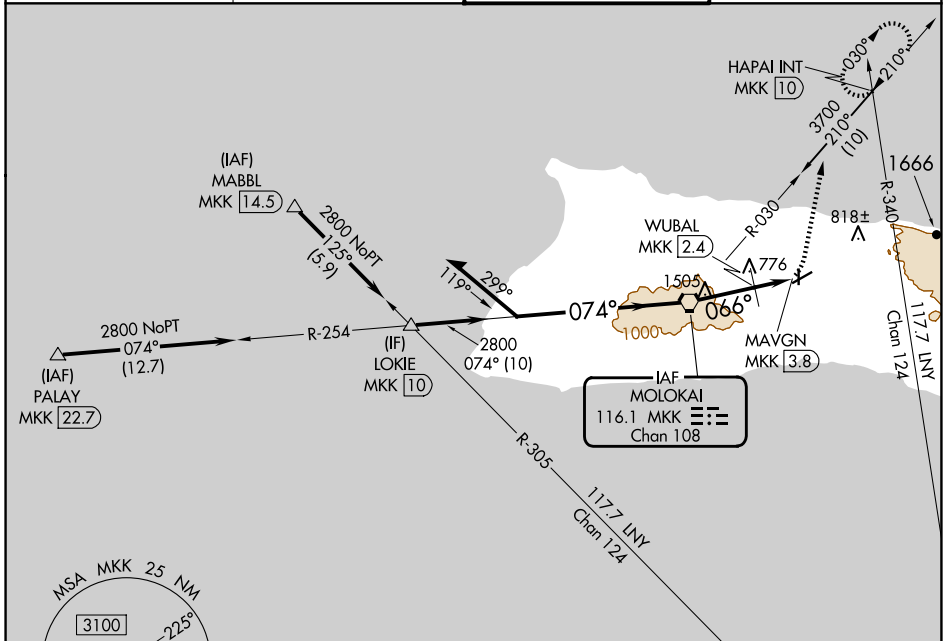 HAPAI INT
MKK 10
030°
210°
3700
210°
(10)
(IAF)
MABBL
MKK 14.5
2800 NoPT
125°
(5.9)
1666
R-340
818±
R-030
WUBAL
MKK 2.4
776
1505
299°
119°
074°
066°
1000
2800 NoPT
074°
(12.7)
R-254
(IAF)
PALAY
MKK 22.7
(IF)
LOKIE
MKK 10
2800
074° (10)
MAVGN
MKK 3.8
117.7 LNY
Chan 124
IAF
MOLOKAI
116.1 MKK
Chan 108
R-305
117.7 LNY
Chan 124
MSA MKK 25 NM
3100
225°